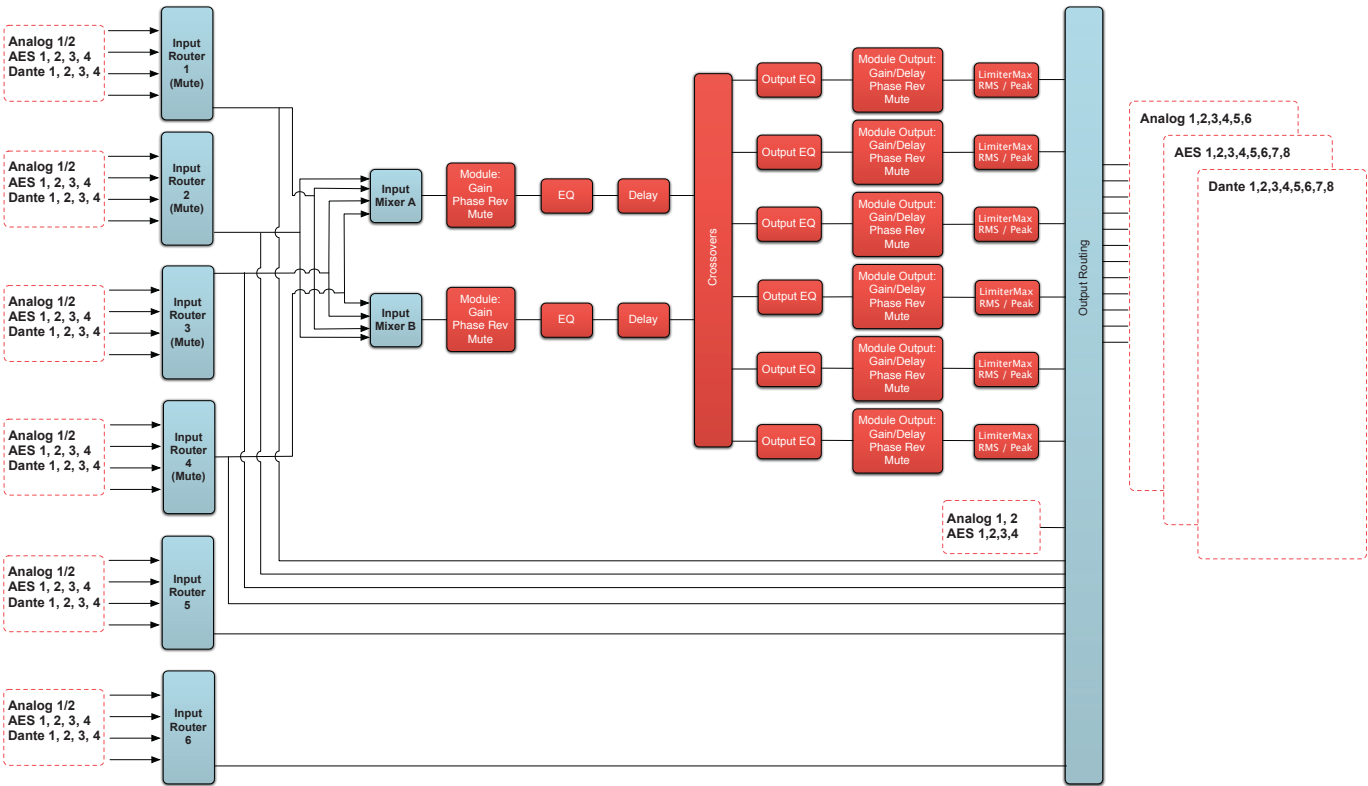 Analog 1/2
AES 1, 2, 3, 4
Dante 1, 2, 3, 4
Input
Router
1
(Mute)
Analog 1/2
AES 1, 2, 3, 4
Dante 1, 2, 3, 4
Input
Router
2
(Mute)
Analog 1/2
AES 1, 2, 3, 4
Dante 1, 2, 3, 4
Input
Router
3
(Mute)
Analog 1/2
AES 1, 2, 3, 4
Dante 1, 2, 3, 4
Input
Router
4
(Mute)
Analog 1/2
AES 1, 2, 3, 4
Dante 1, 2, 3, 4
Input
Router
5
Analog 1/2
AES 1, 2, 3, 4
Dante 1, 2, 3, 4
Input
Router
6
Input
Mixer A
Module:
Gain
Phase Rev
Mute
EQ
Delay
Input
Mixer B
Module:
Gain
Phase Rev
Mute
EQ
Delay
Crossovers
Output EQ
Module Output:
Gain/Delay
Phase Rev
Mute
LimiterMax
RMS / Peak
Output EQ
Module Output:
Gain/Delay
Phase Rev
Mute
LimiterMax
RMS / Peak
Output EQ
Module Output:
Gain/Delay
Phase Rev
Mute
LimiterMax
RMS / Peak
Output EQ
Module Output:
Gain/Delay
Phase Rev
Mute
LimiterMax
RMS / Peak
Output EQ
Module Output:
Gain/Delay
Phase Rev
Mute
LimiterMax
RMS / Peak
Output EQ
Module Output:
Gain/Delay
Phase Rev
Mute
LimiterMax
RMS / Peak
Analog 1, 2
AES 1,2,3,4
Output Routing
Analog 1,2,3,4,5,6
AES 1,2,3,4,5,6,7,8
Dante 1,2,3,4,5,6,7,8